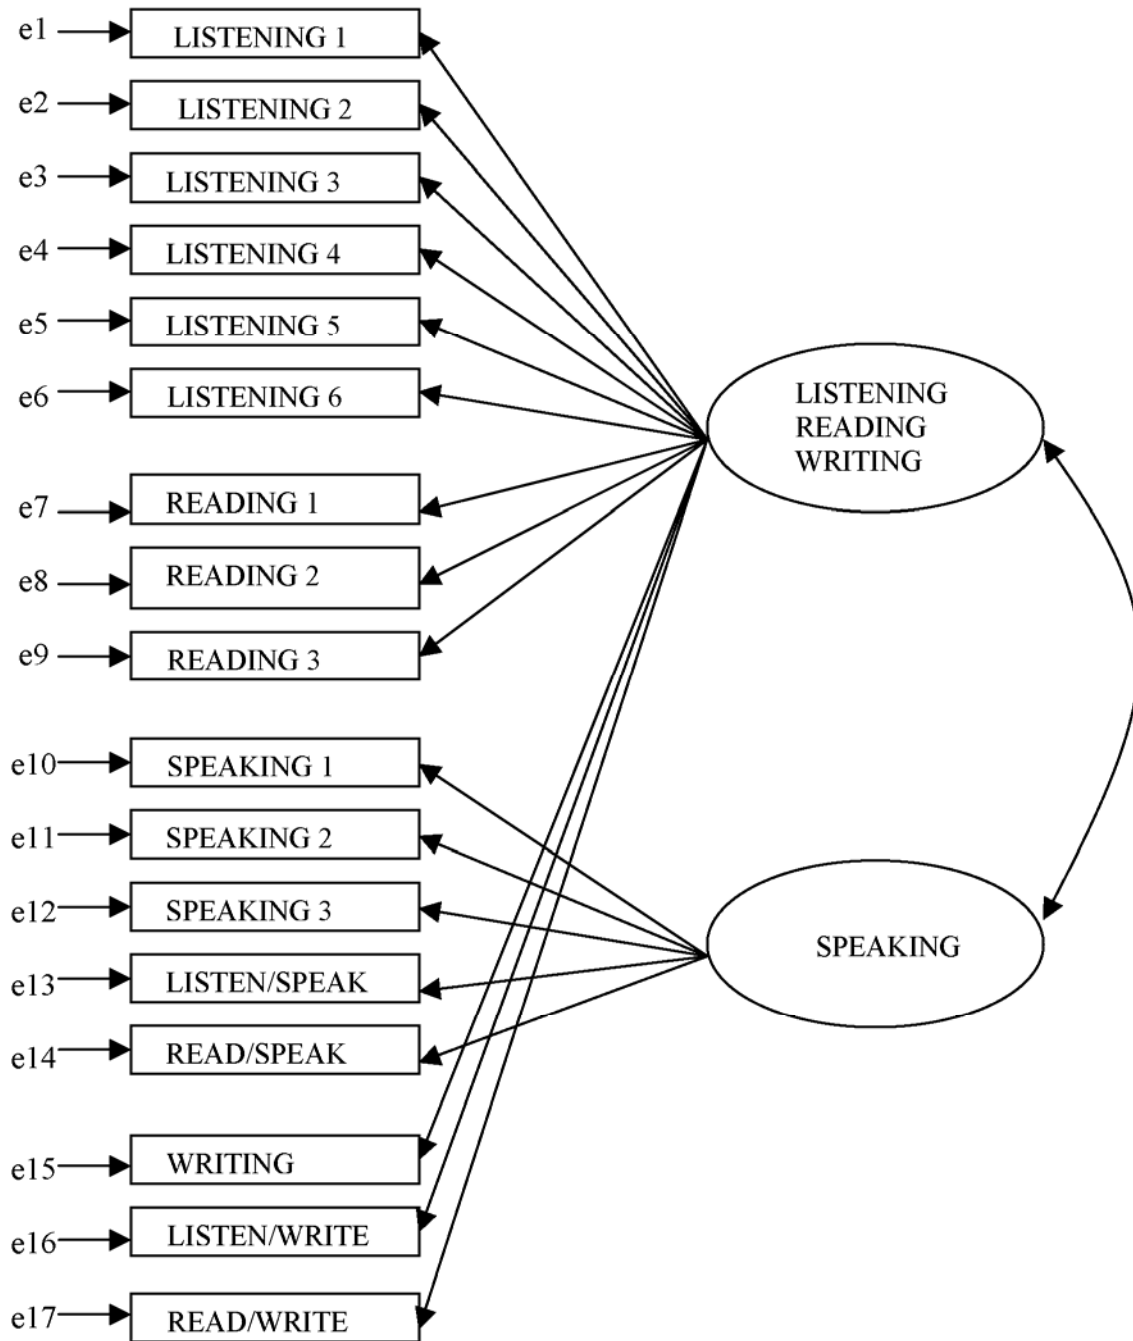 e1 LISTENING 1
e2 LISTENING 2
e3 LISTENING 3
e4 LISTENING 4
e5 LISTENING 5
e6 LISTENING 6
LISTENING
READING
WRITING
e7 READING 1
e8 READING 2
e9 READING 3
e10 SPEAKING 1
e11 SPEAKING 2
e12 SPEAKING 3
SPEAKING
e13 LISTEN/SPEAK
e14 READ/SPEAK
e15 WRITING
e16 LISTEN/WRITE
e17 READ/WRITE